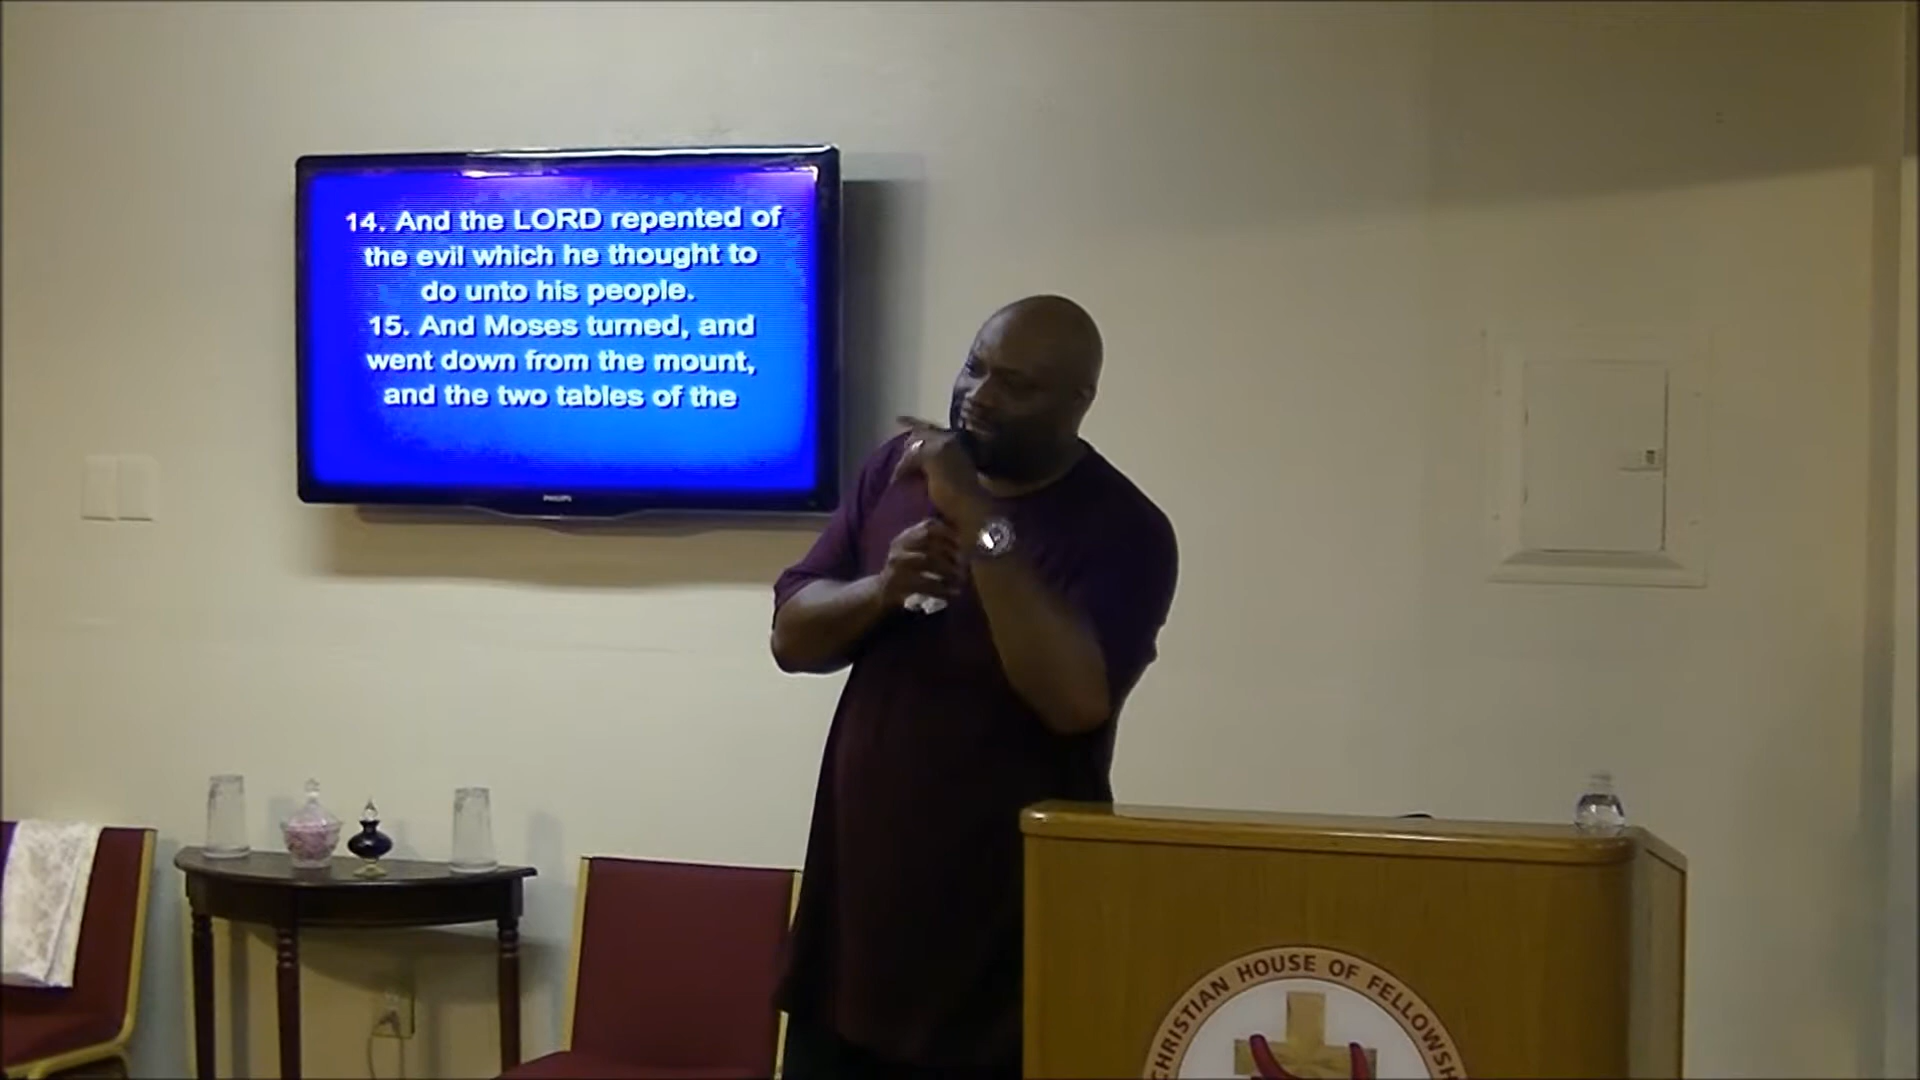 14. And the LORD repented of
the evil which he thought to
do unto his people.
15. And Moses turned, and
went down from the mount,
and the two tables of the
PHILIPS
CHRISTIAN HOUSE OF FELLOWSH